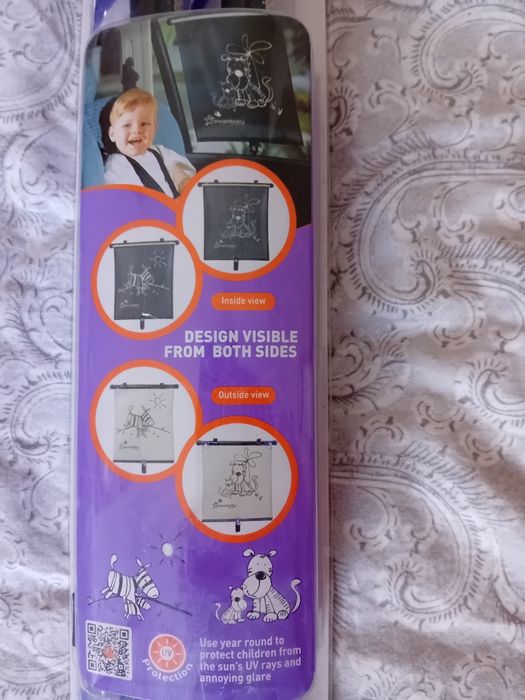 Inside view
DESIGN VISIBLE
FROM BOTH SIDES
Outside view
UV
Protection
Use year round to
protect children from
the sun's UV rays and
annoying glare